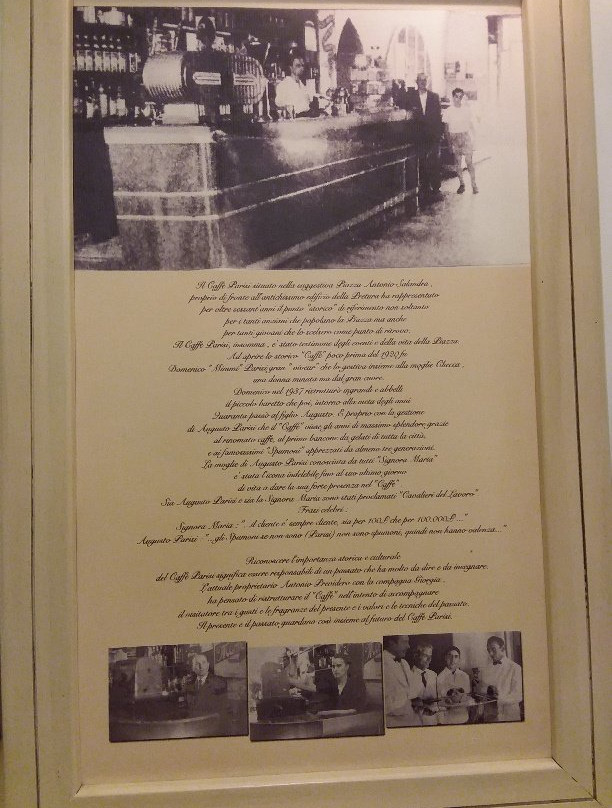 Il Caffè Parisi situato nella suggestiva Piazza Antonio Salandra,
proprio di fronte all'antichissimo edificio della Pretura ha rappresentato
per oltre sessant'anni il punto "storico" di riferimento non soltanto
per i tanti anziani che popolano la Piazza ma anche
per tanti giovani che lo scelsero come punto di ritrovo.
Il Caffè Parisi, insomma, è stato testimone degli eventi e della vita della Piazza.
Ad aprire lo storico "Caffè" poco prima del 1920 fu
Domenico "Mimmi" Parisi gran "viveur" che lo gestiva insieme alla moglie Checca,
una donna minuta ma dal gran cuore.
Domenico nel 1937 ristrutturò ingrandì e abbellì
il piccolo baretto che poi, intorno alla metà degli anni
Quaranta passò al figlio Augusto. E proprio con la gestione
di Augusto Parisi che il "Caffè" visse gli anni di massimo splendore grazie
al rinomato caffè, al primo bancone da gelati di tutta la città,
e ai famosissimi "Spumoni" apprezzati da almeno tre generazioni.
La moglie di Augusto Parisi conosciuta da tutti "Signora Maria"
è stata l'icona indelebile fino al suo ultimo giorno
di vita a dare la sua forte presenza nel "Caffè"
Sia Augusto Parisi e sia la Signora Maria sono stati proclamati "Cavalieri del Lavoro"
Frasi celebri.
Signora Maria :"..il cliente è sempre cliente, sia per 100£ che per 100.000£..."
Augusto Parisi :"..gli Spumoni se non sono (Parisi) non sono spumoni, quindi non hanno valenza..."
Riconoscere l'importanza storica e culturale
del Caffè Parisi significa essere responsabili di un passato che ha molto da dire e da insegnare.
L'attuale proprietario Antonio Previdero con la compagna Giorgia,
ha pensato di ristrutturare il "Caffè" nell'intento di accompagnare
il visitatore tra i gusti e le fragranze del presente e i valori e le tecniche del passato.
Il presente e il passato guardano così insieme al futuro del Caffè Parisi.